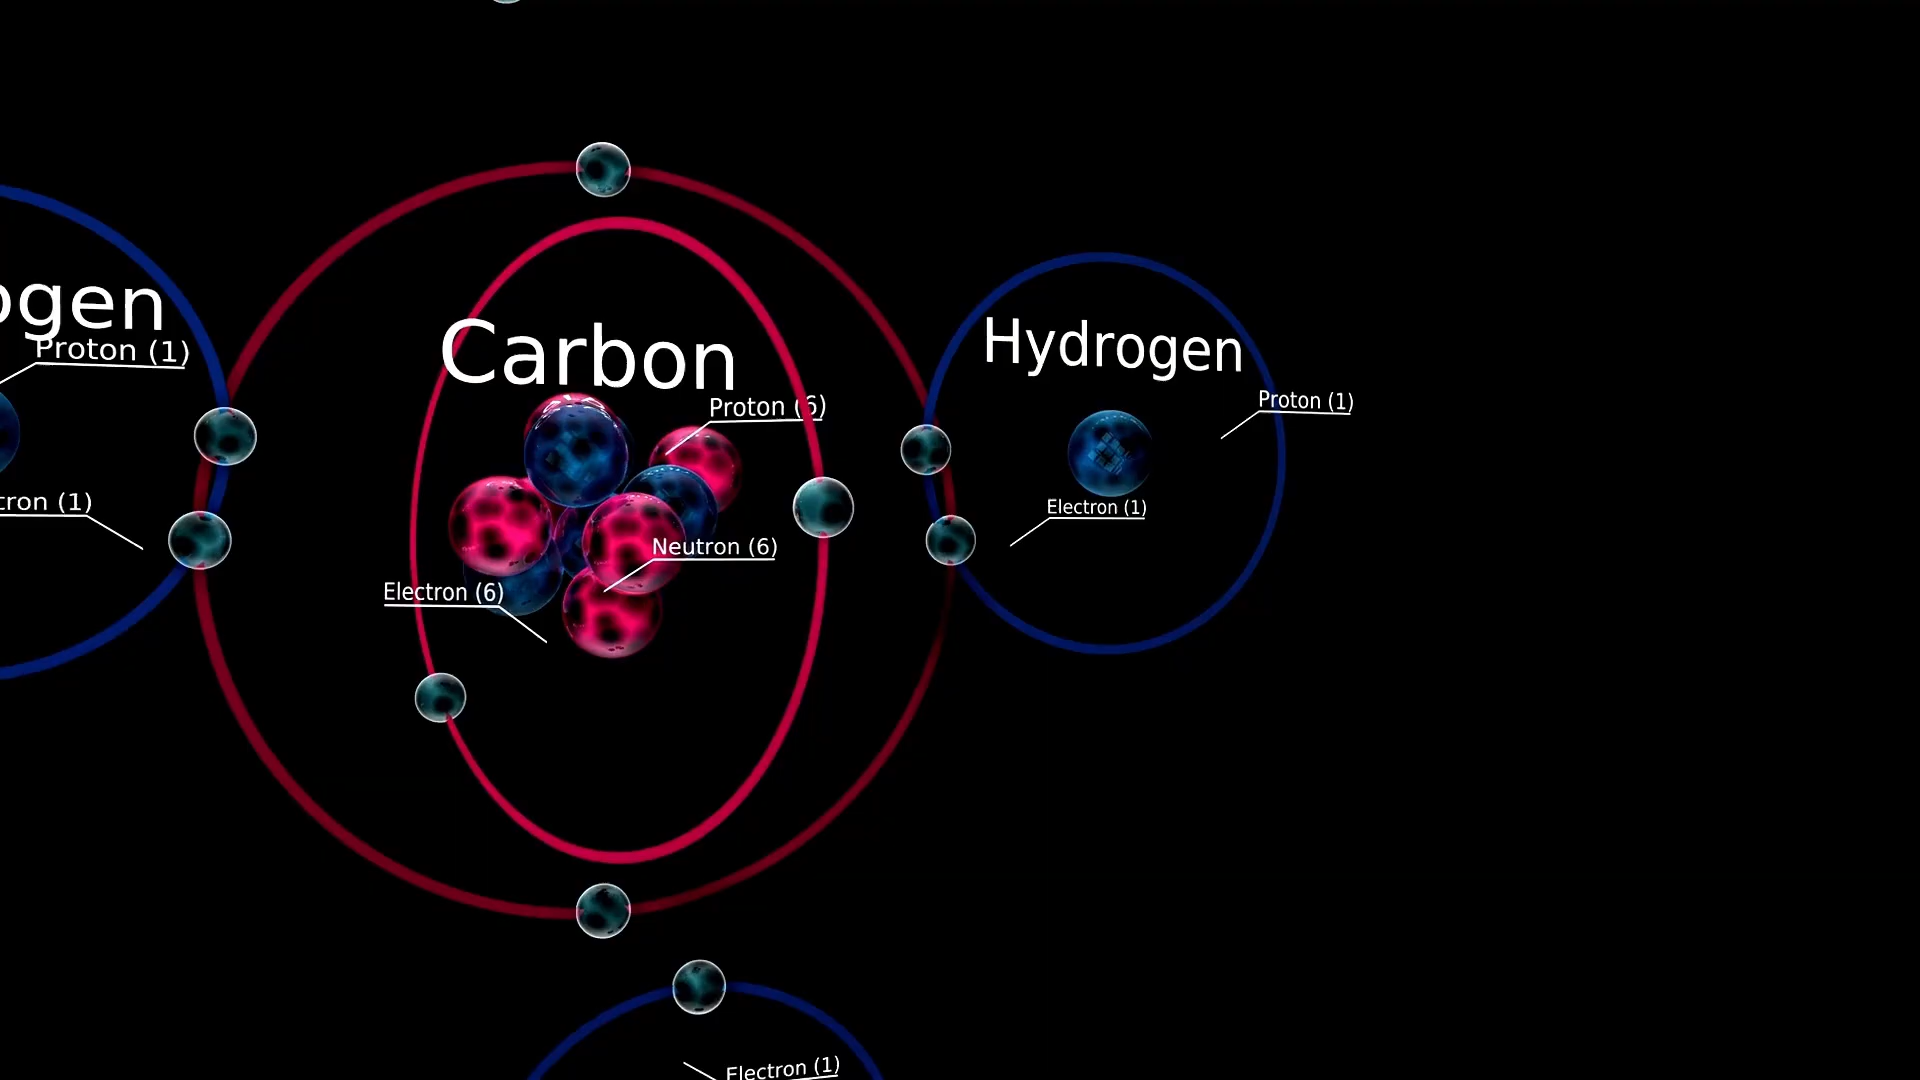 ogen
Proton (1)
tron (1)
Carbon
Proton (6)
Neutron (6)
Electron (6)
Hydrogen
Proton (1)
Electron (1)
Electron (1)